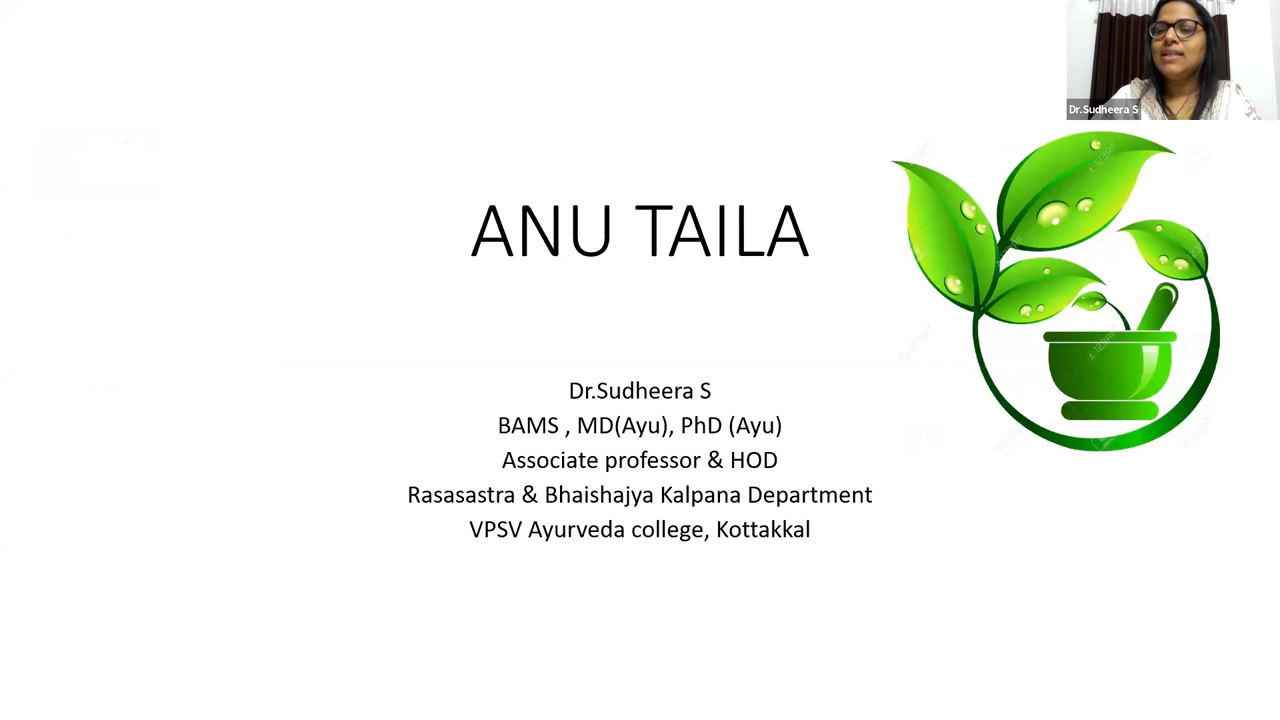 Dr.Sudheera S
ANU TAILA
Dr.Sudheera S
BAMS , MD(Ayu), PhD (Ayu)
Associate professor & HOD
Rasasastra & Bhaishajya Kalpana Department
VPSV Ayurveda college, Kottakkal